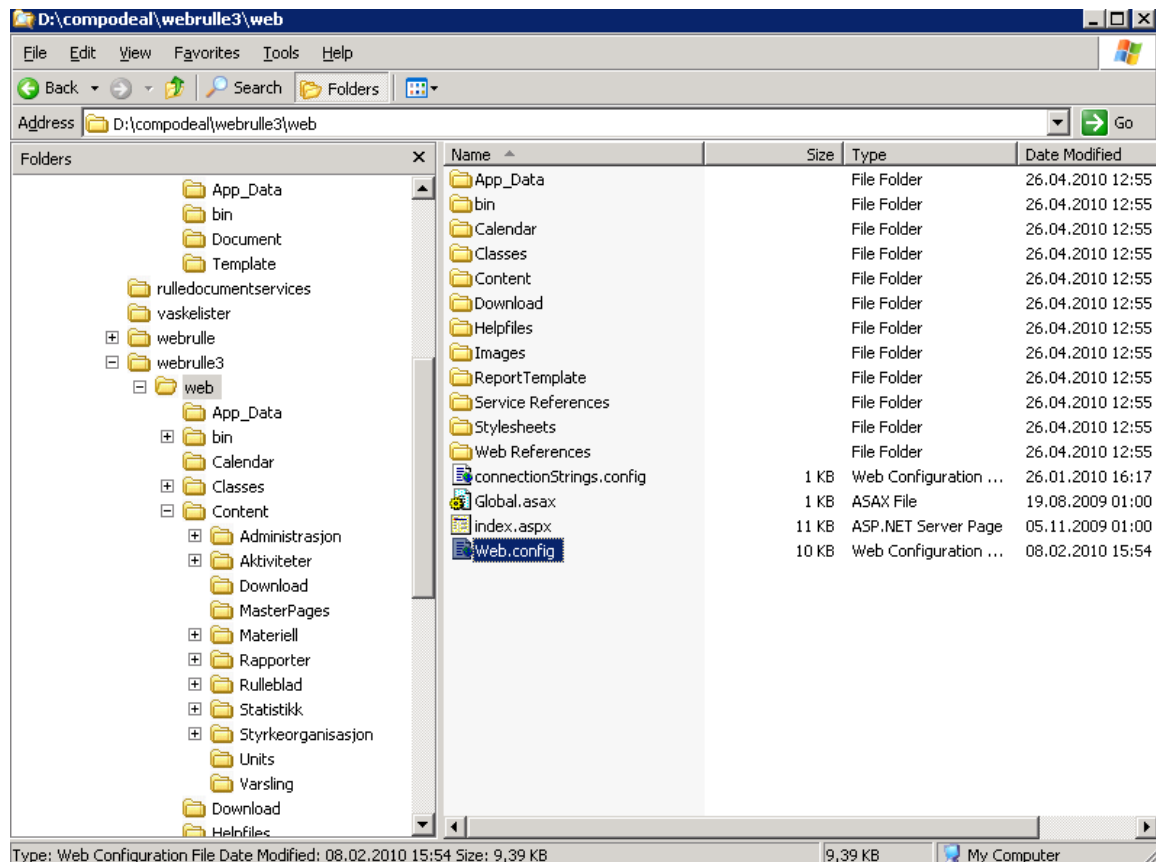 D:\compodeal\webrulle3\web
File Edit View Favorites Tools Help
Back Search Folders
Address D:\compodeal\webrulle3\web Go
Folders
App_Data
bin
Document
Template
rulledocumentservices
vaskelister
webrulle
webrulle3
web
App_Data
bin
Calendar
Classes
Content
Administrasjon
Aktiviteter
Download
MasterPages
Materiell
Rapporter
Rulleblad
Statistikk
Styrkeorganisasjon
Units
Varsling
Download
Helpfiles
Name Size Type Date Modified
App_Data File Folder 26.04.2010 12:55
bin File Folder 26.04.2010 12:55
Calendar File Folder 26.04.2010 12:55
Classes File Folder 26.04.2010 12:55
Content File Folder 26.04.2010 12:55
Download File Folder 26.04.2010 12:55
Helpfiles File Folder 26.04.2010 12:55
Images File Folder 26.04.2010 12:55
ReportTemplate File Folder 26.04.2010 12:55
Service References File Folder 26.04.2010 12:55
Stylesheets File Folder 26.04.2010 12:55
Web References File Folder 26.04.2010 12:55
connectionStrings.config 1 KB Web Configuration ... 26.01.2010 16:17
Global.asax 1 KB ASAX File 19.08.2009 01:00
index.aspx 11 KB ASP.NET Server Page 05.11.2009 01:00
Web.config 10 KB Web Configuration ... 08.02.2010 15:54
Type: Web Configuration File Date Modified: 08.02.2010 15:54 Size: 9,39 KB 9,39 KB My Computer